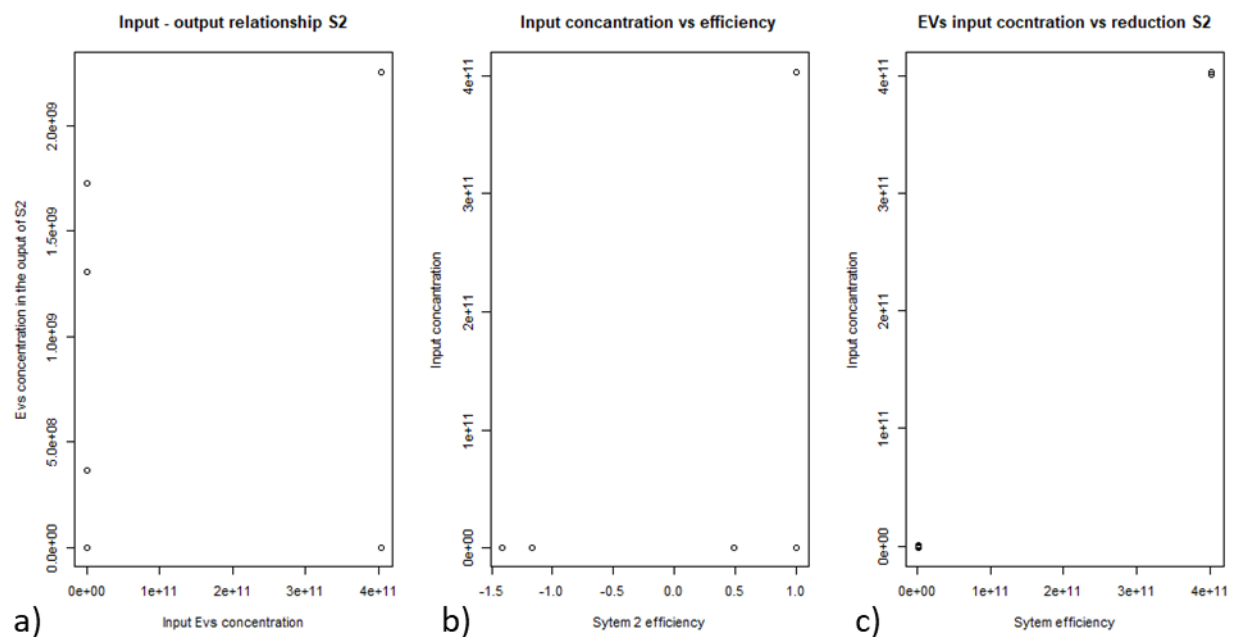 Input - output relationship S2
Evs concentration in the ouput of S2
0.0e+00 5.0e+08 1.0e+09 1.5e+09 2.0e+09
0e+00 1e+11 2e+11 3e+11 4e+11
Input Evs concentration
a)
Input concantration vs efficiency
Input concantration
0e+00 1e+11 2e+11 3e+11 4e+11
-1.5 -1.0 -0.5 0.0 0.5 1.0
Sytem 2 efficiency
b)
EVs input cocntration vs reduction S2
Input concantration
0e+00 1e+11 2e+11 3e+11 4e+11
0e+00 1e+11 2e+11 3e+11 4e+11
Sytem efficiency
c)